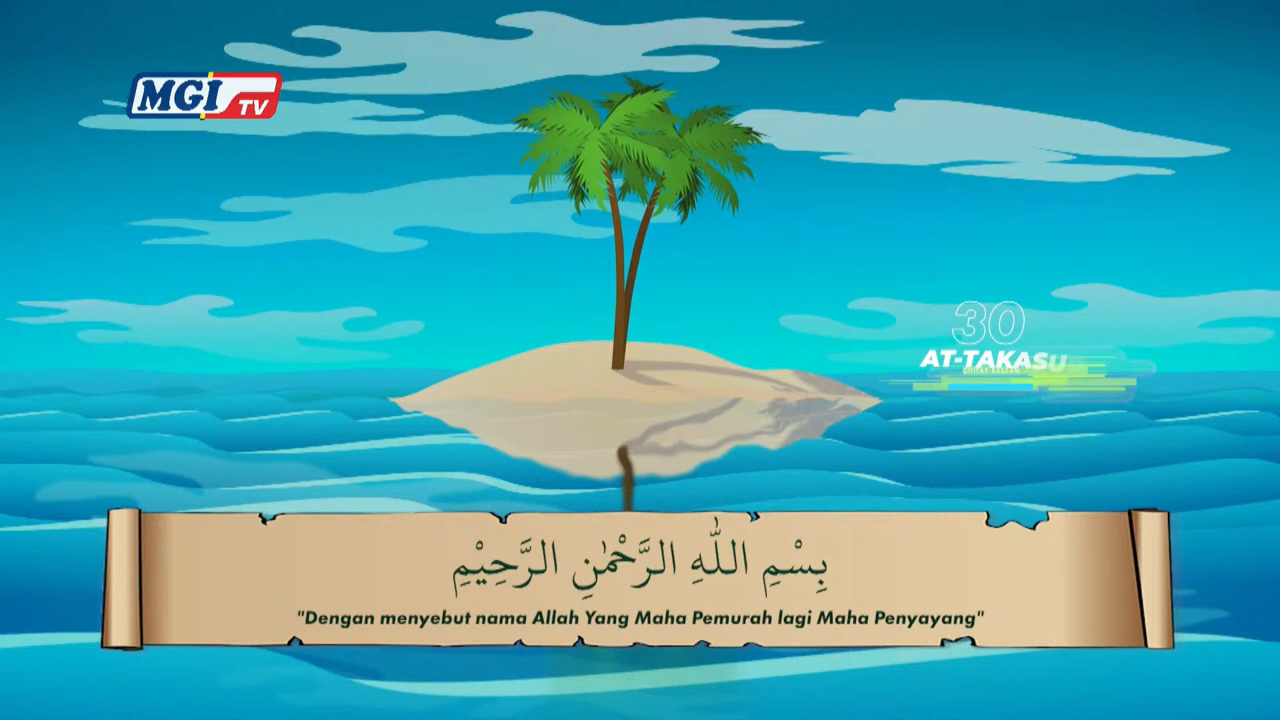 MGI TV
30
AT-TAKASU
بِسْمِ اللّٰهِ الرَّحْمٰنِ الرَّحِيْمِ
"Dengan menyebut nama Allah Yang Maha Pemurah lagi Maha Penyayang"